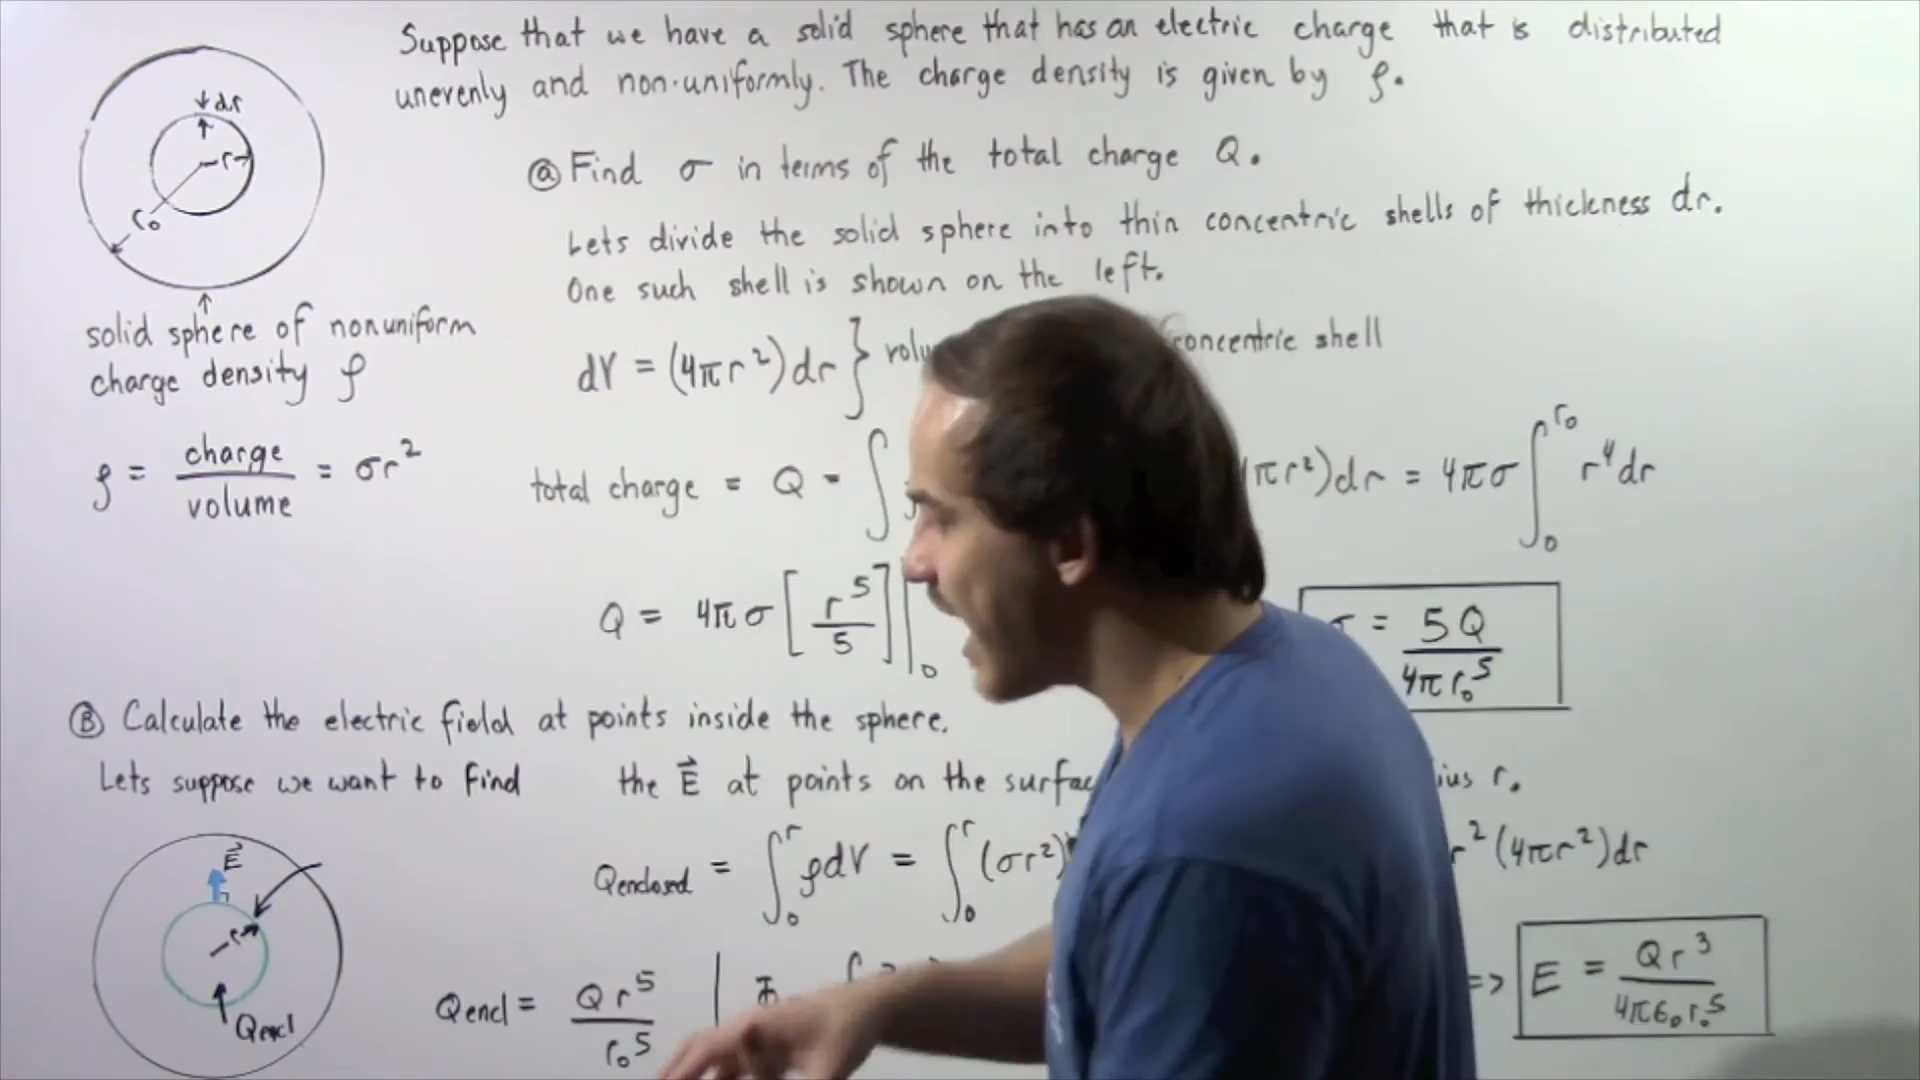 Suppose that we have a solid sphere that has an electric charge that is distributed
unevenly and non-uniformly. The charge density is given by ρ.
dr
r
r₀
ⓐ Find σ in terms of the total charge Q.
Lets divide the solid sphere into thin concentric shells of thickness dr.
One such shell is shown on the left.
solid sphere of nonuniform
charge density ρ
dV = (4πr²)dr } concentric shell
ρ = charge / volume = σr²
total charge = Q = ∫ πr²)dr = 4πσ ∫₀^r₀ r⁴dr
Q = 4πσ [r⁵/5]|₀
= 5Q / 4πr₀⁵
Ⓑ Calculate the electric field at points inside the sphere.
Lets suppose we want to find the E⃗ at points on the r.
Qenclosed = ∫₀^r ρdV = ∫₀^r (σr²) r²(4πr²)dr
E⃗
r
Qencl
Qencl = Qr⁵ / r₀⁵
=> E = Qr³ / 4πε₀r₀⁵